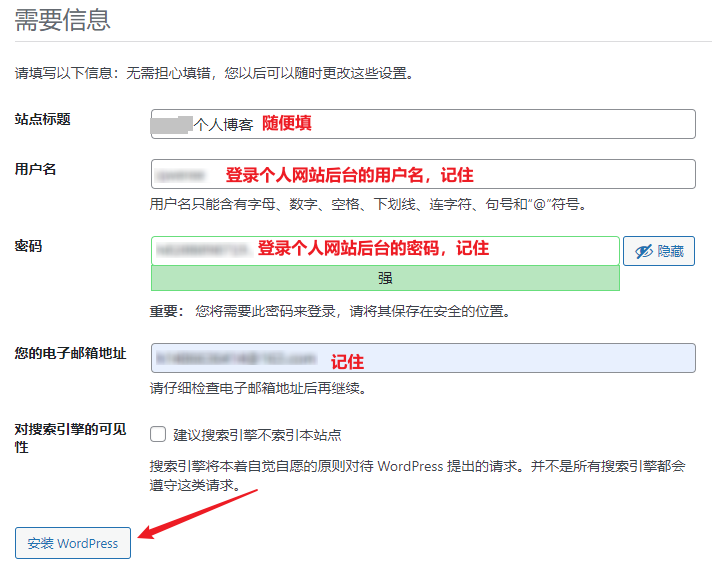 需要信息
请填写以下信息：无需担心填错，您以后可以随时更改这些设置。
站点标题
个人博客 随便填
用户名
登录个人网站后台的用户名，记住
用户名只能含有字母、数字、空格、下划线、连字符、句号和“@”符号。
密码
登录个人网站后台的密码，记住
隐藏
强
重要： 您将需要此密码来登录，请将其保存在安全的位置。
您的电子邮箱地址
记住
请仔细检查电子邮箱地址后再继续。
对搜索引擎的可见
性
建议搜索引擎不索引本站点
搜索引擎将本着自觉自愿的原则对待 WordPress 提出的请求。并不是所有搜索引擎都会
遵守这类请求。
安装 WordPress